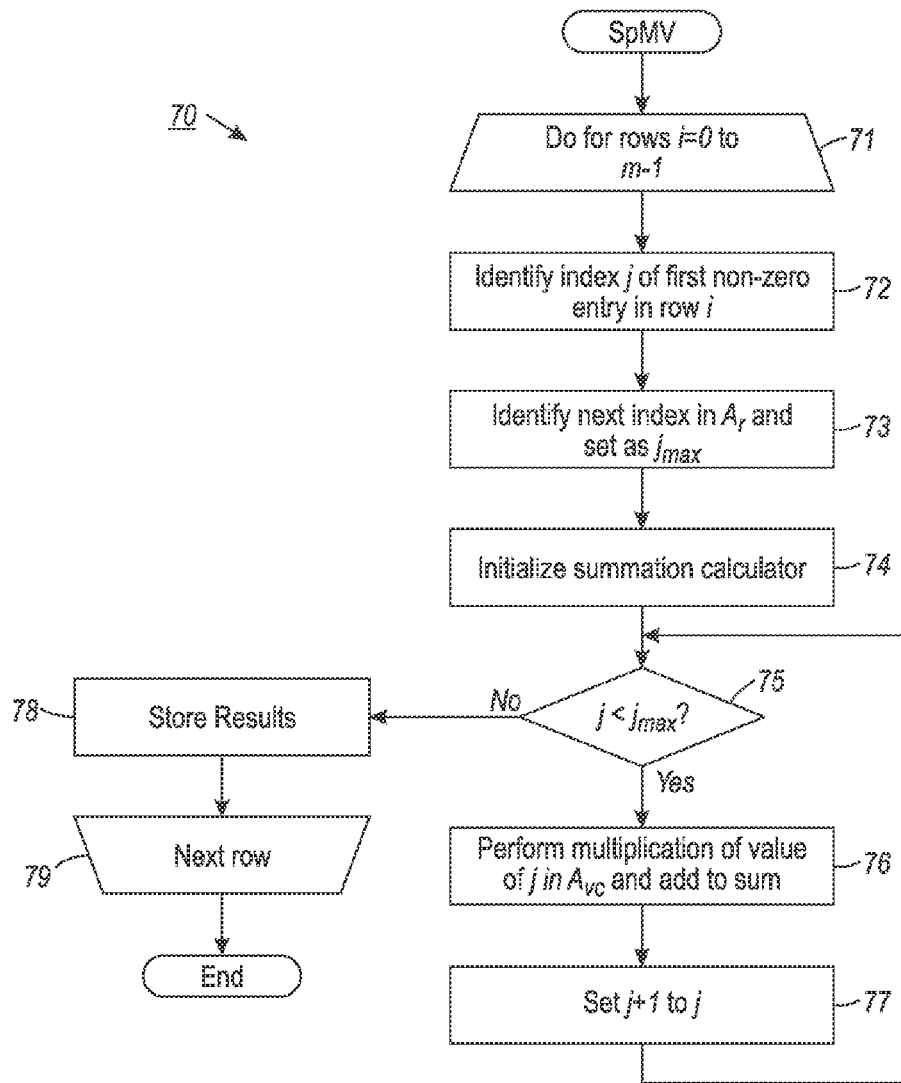 SpMV
70
Do for rows i=0 to
m-1
71
Identify index j of first non-zero
entry in row i
72
Identify next index in Ar and
set as jmax
73
Initialize summation calculator
74
j < jmax?
75
No
Yes
78
Store Results
Perform multiplication of value
of j in Avc and add to sum
76
79
Next row
Set j+1 to j
77
End